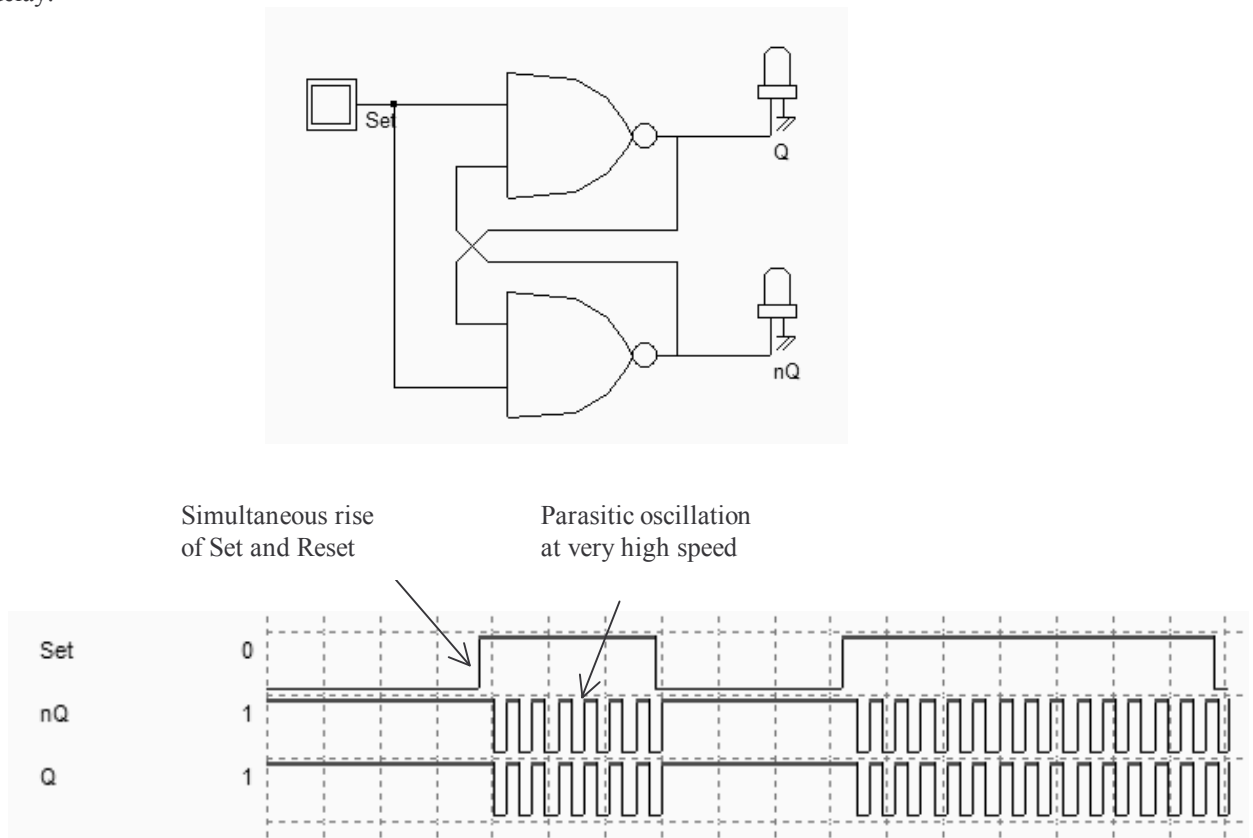 Set
Q
nQ
Simultaneous rise
of Set and Reset
Parasitic oscillation
at very high speed
Set 0
nQ 1
Q 1